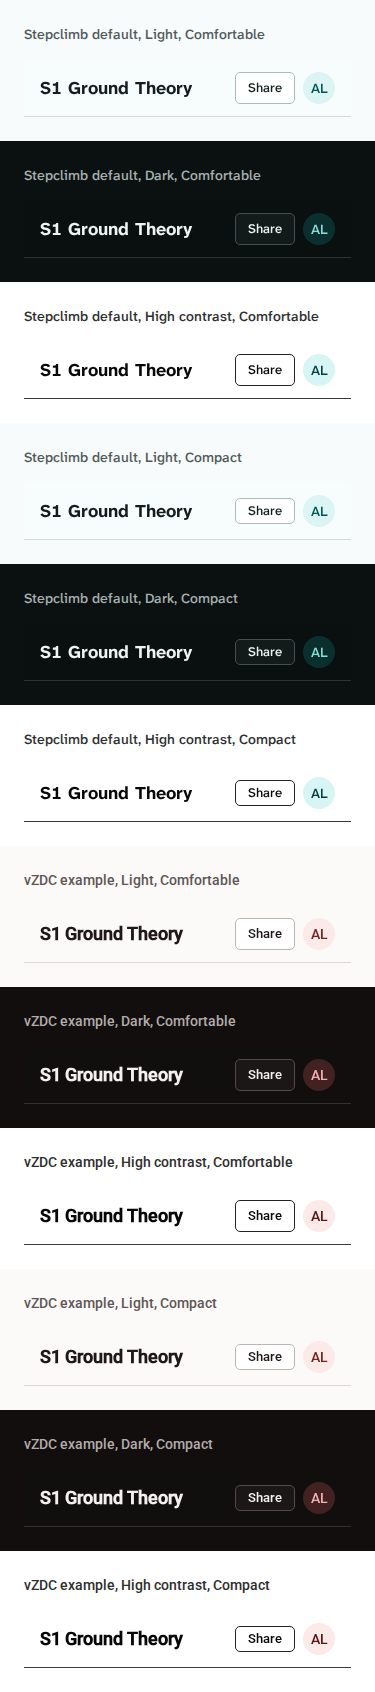 Stepclimb default, Light, Comfortable
S1 Ground Theory Share AL
Stepclimb default, Dark, Comfortable
S1 Ground Theory Share AL
Stepclimb default, High contrast, Comfortable
S1 Ground Theory Share AL
Stepclimb default, Light, Compact
S1 Ground Theory Share AL
Stepclimb default, Dark, Compact
S1 Ground Theory Share AL
Stepclimb default, High contrast, Compact
S1 Ground Theory Share AL
vZDC example, Light, Comfortable
S1 Ground Theory Share AL
vZDC example, Dark, Comfortable
S1 Ground Theory Share AL
vZDC example, High contrast, Comfortable
S1 Ground Theory Share AL
vZDC example, Light, Compact
S1 Ground Theory Share AL
vZDC example, Dark, Compact
S1 Ground Theory Share AL
vZDC example, High contrast, Compact
S1 Ground Theory Share AL